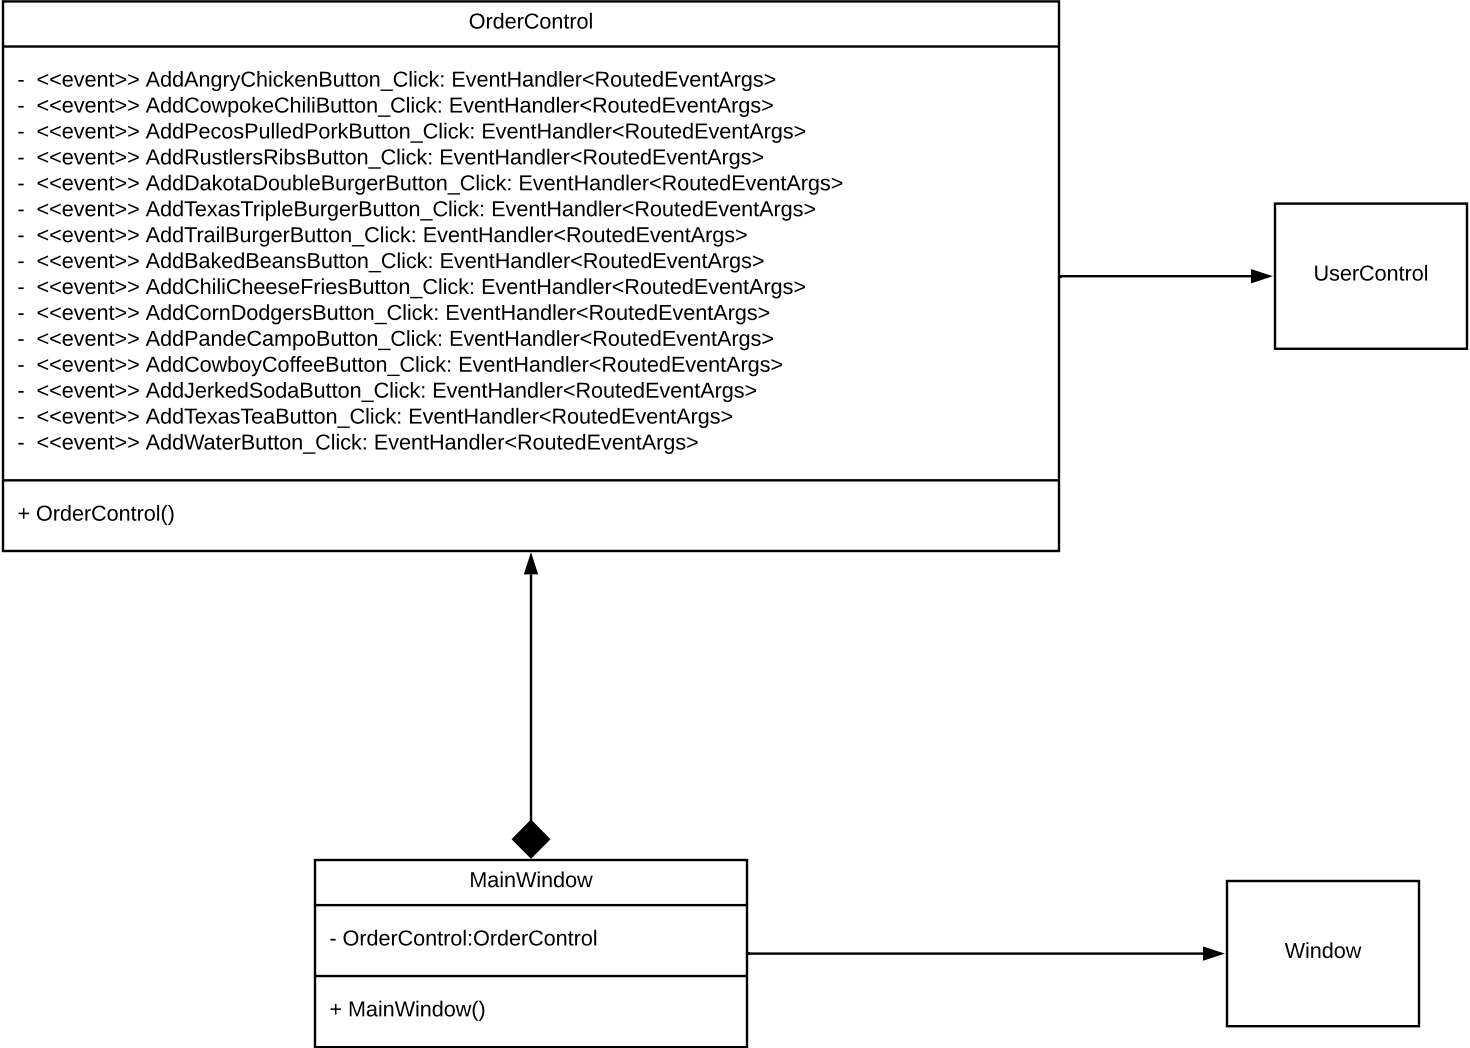 OrderControl
- <<event>> AddAngryChickenButton_Click: EventHandler<RoutedEventArgs>
- <<event>> AddCowpokeChiliButton_Click: EventHandler<RoutedEventArgs>
- <<event>> AddPecosPulledPorkButton_Click: EventHandler<RoutedEventArgs>
- <<event>> AddRustlersRibsButton_Click: EventHandler<RoutedEventArgs>
- <<event>> AddDakotaDoubleBurgerButton_Click: EventHandler<RoutedEventArgs>
- <<event>> AddTexasTripleBurgerButton_Click: EventHandler<RoutedEventArgs>
- <<event>> AddTrailBurgerButton_Click: EventHandler<RoutedEventArgs>
- <<event>> AddBakedBeansButton_Click: EventHandler<RoutedEventArgs>
- <<event>> AddChiliCheeseFriesButton_Click: EventHandler<RoutedEventArgs>
- <<event>> AddCornDodgersButton_Click: EventHandler<RoutedEventArgs>
- <<event>> AddPandeCampoButton_Click: EventHandler<RoutedEventArgs>
- <<event>> AddCowboyCoffeeButton_Click: EventHandler<RoutedEventArgs>
- <<event>> AddJerkedSodaButton_Click: EventHandler<RoutedEventArgs>
- <<event>> AddTexasTeaButton_Click: EventHandler<RoutedEventArgs>
- <<event>> AddWaterButton_Click: EventHandler<RoutedEventArgs>
+ OrderControl()
UserControl
MainWindow
- OrderControl:OrderControl
+ MainWindow()
Window